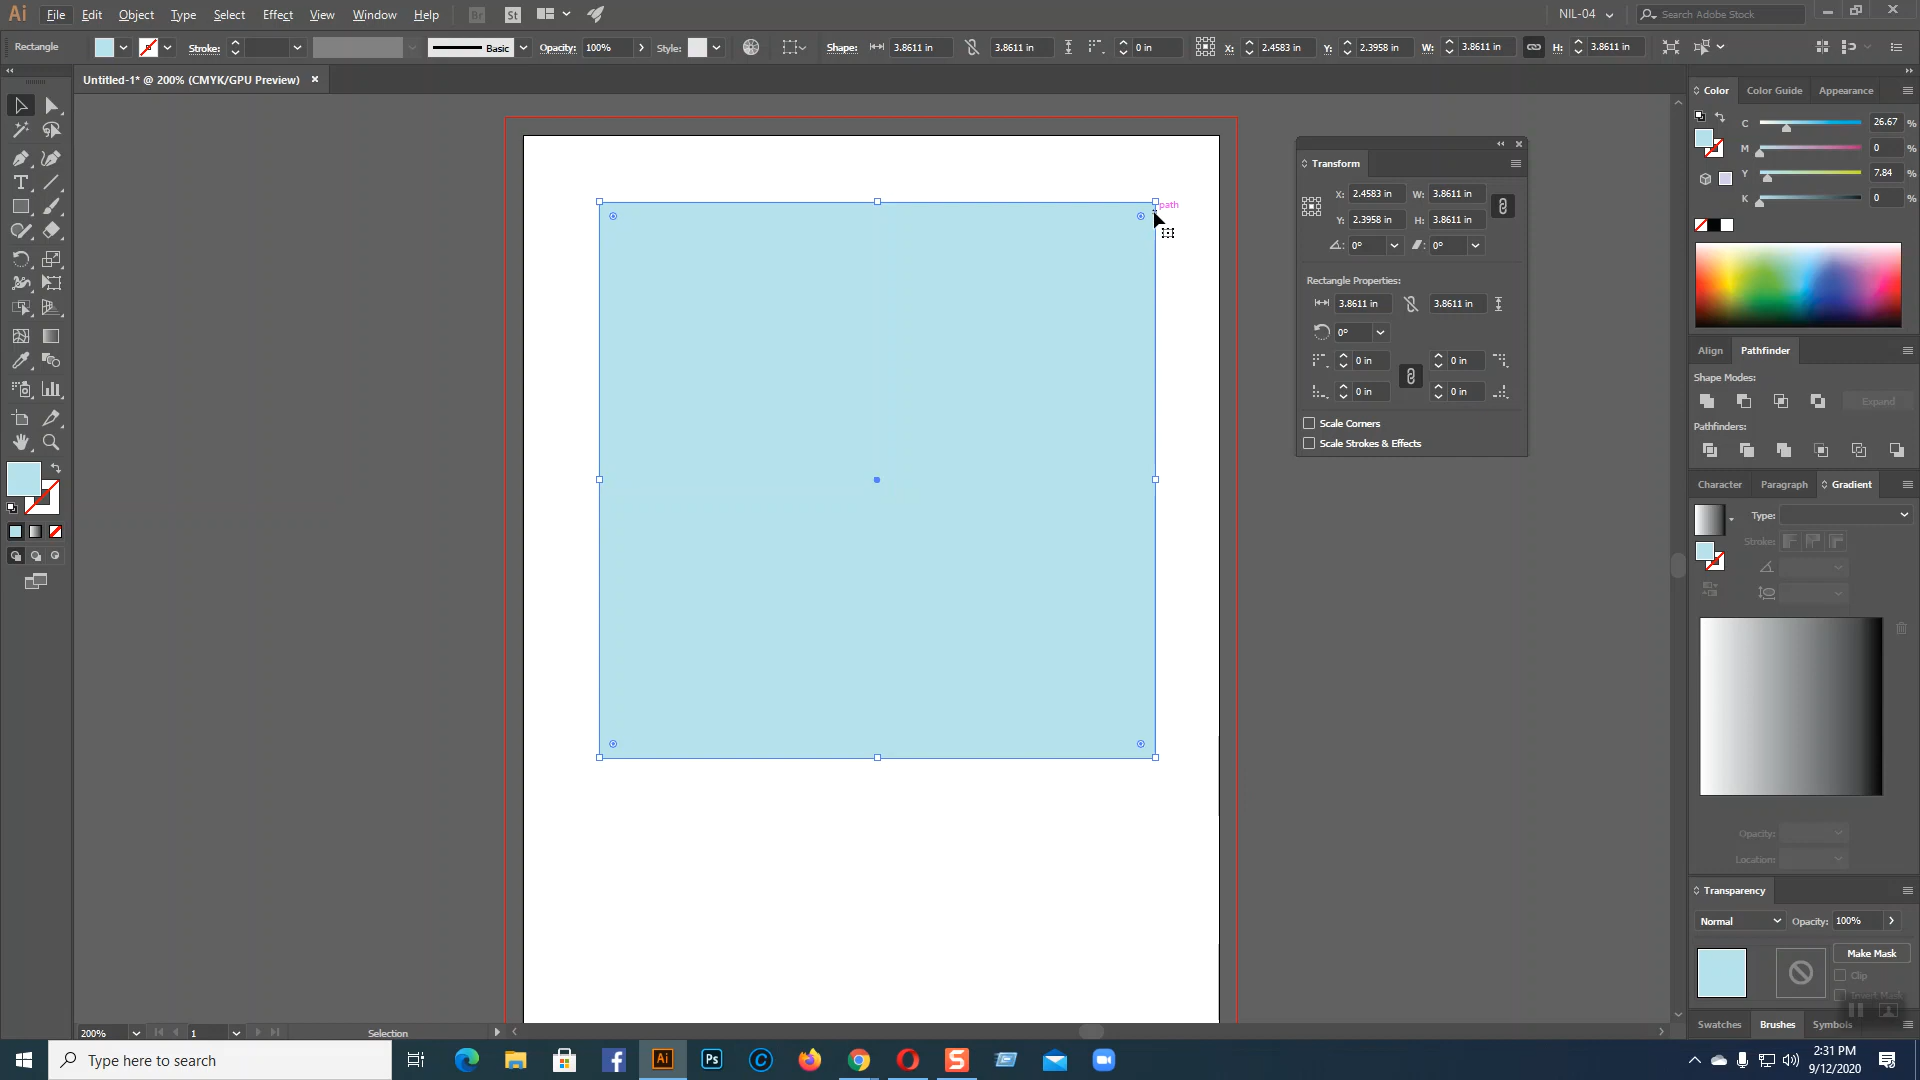 Ai File Edit Object Type Select Effect View Window Help Br St NIL-04 Search Adobe Stock
Rectangle Stroke: Basic Opacity: 100% Style: Shape: 3.8611 in 3.8611 in 0 in X: 2.4583 in Y: 2.3958 in W: 3.8611 in H: 3.8611 in
Untitled-1* @ 200% (CMYK/GPU Preview)
path
Transform
X: 2.4583 in W: 3.8611 in
Y: 2.3958 in H: 3.8611 in
0° 0°
Rectangle Properties:
3.8611 in 3.8611 in
0°
0 in 0 in
0 in 0 in
Scale Corners
Scale Strokes & Effects
Color Color Guide Appearance
C 26.67 %
M 0 %
Y 7.84 %
K 0 %
Align Pathfinder
Shape Modes:
Expand
Pathfinders:
Character Paragraph Gradient
Type:
Stroke:
Opacity:
Location:
Transparency
Normal Opacity: 100%
Make Mask
Clip
Invert Mask
Swatches Brushes Symbols
200% 1 Selection
Type here to search
f Ai Ps C S
2:31 PM
9/12/2020